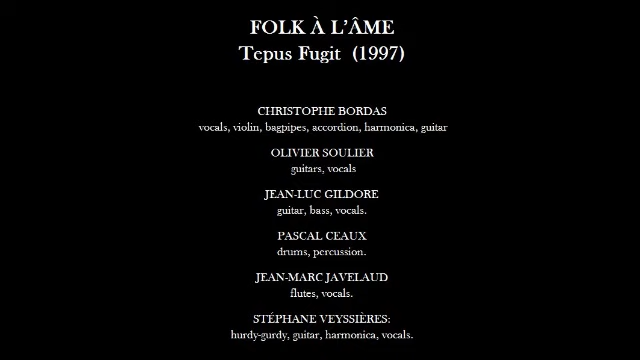 FOLK À L’ÂME
Tepus Fugit (1997)
CHRISTOPHE BORDAS
vocals, violin, bagpipes, accordion, harmonica, guitar
OLIVIER SOULIER
guitars, vocals
JEAN-LUC GILDORE
guitar, bass, vocals.
PASCAL CEAUX
drums, percussion.
JEAN-MARC JAVELAUD
flutes, vocals.
STÉPHANE VEYSSIÈRES:
hurdy-gurdy, guitar, harmonica, vocals.